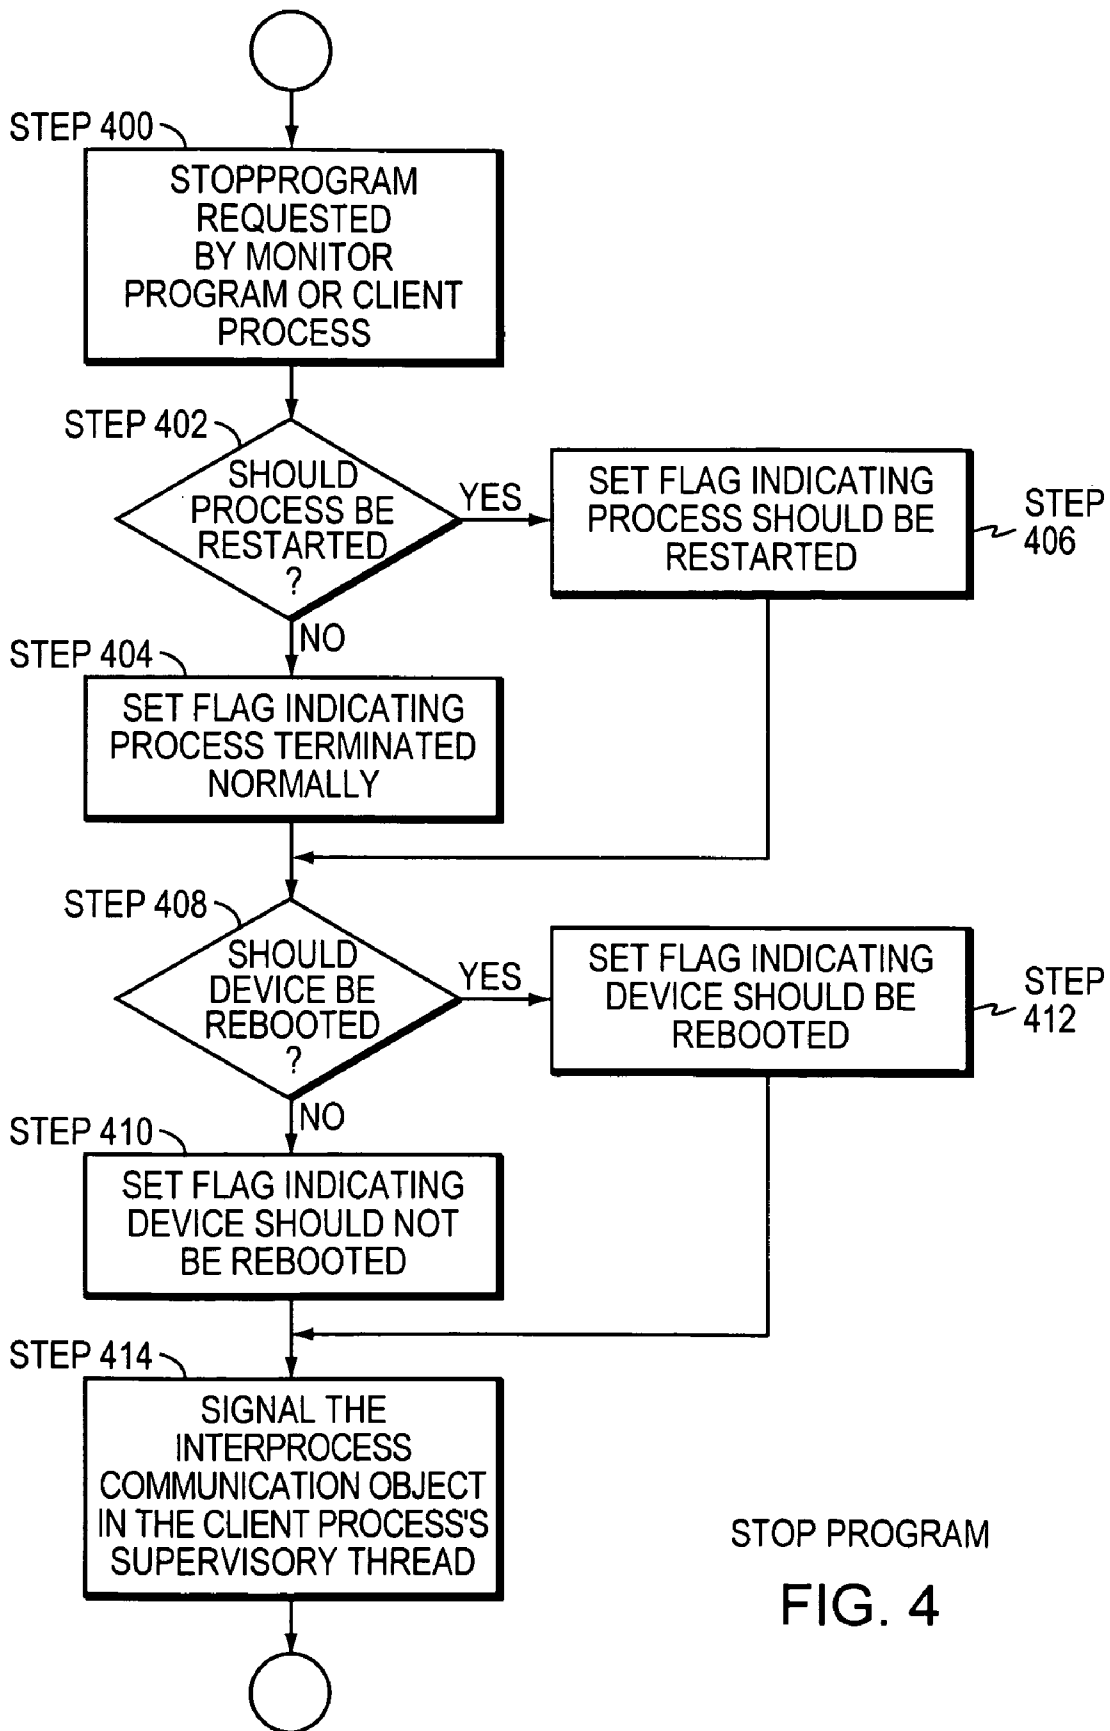 STEP 400
STOPPROGRAM
REQUESTED
BY MONITOR
PROGRAM OR CLIENT
PROCESS
STEP 402
SHOULD
PROCESS BE
RESTARTED
?
YES
SET FLAG INDICATING
PROCESS SHOULD BE
RESTARTED
STEP
406
NO
STEP 404
SET FLAG INDICATING
PROCESS TERMINATED
NORMALLY
STEP 408
SHOULD
DEVICE BE
REBOOTED
?
YES
SET FLAG INDICATING
DEVICE SHOULD BE
REBOOTED
STEP
412
NO
STEP 410
SET FLAG INDICATING
DEVICE SHOULD NOT
BE REBOOTED
STEP 414
SIGNAL THE
INTERPROCESS
COMMUNICATION OBJECT
IN THE CLIENT PROCESS'S
SUPERVISORY THREAD
STOP PROGRAM
FIG. 4